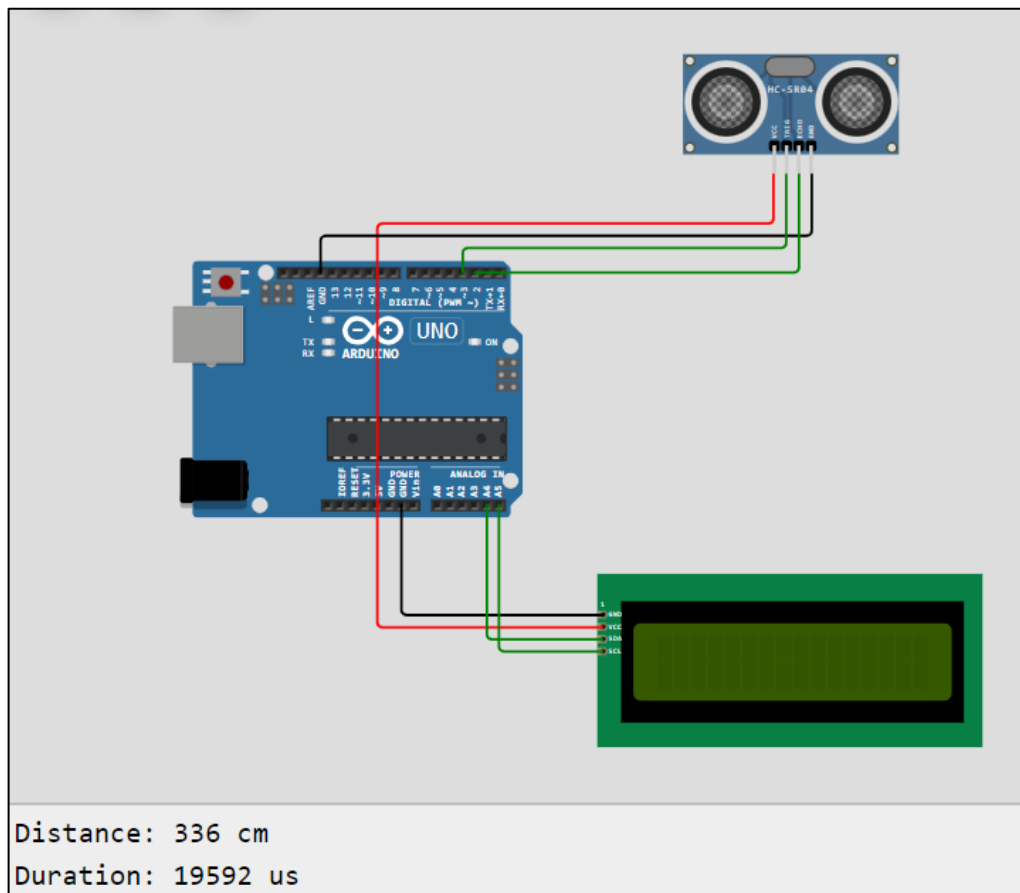 HC-SR04
VCC TRIG ECHO GND
AREF GND 13 12 ~11 ~10 ~9 8 7 ~6 ~5 4 ~3 2 TX→1 RX←0
DIGITAL (PWM ~)
L
UNO
TX
RX
ON
ARDUINO
POWER ANALOG IN
IOREF RESET 3.3V 5V GND GND Vin A0 A1 A2 A3 A4 A5
1
GND
VCC
SDA
SCL
Distance: 336 cm
Duration: 19592 us